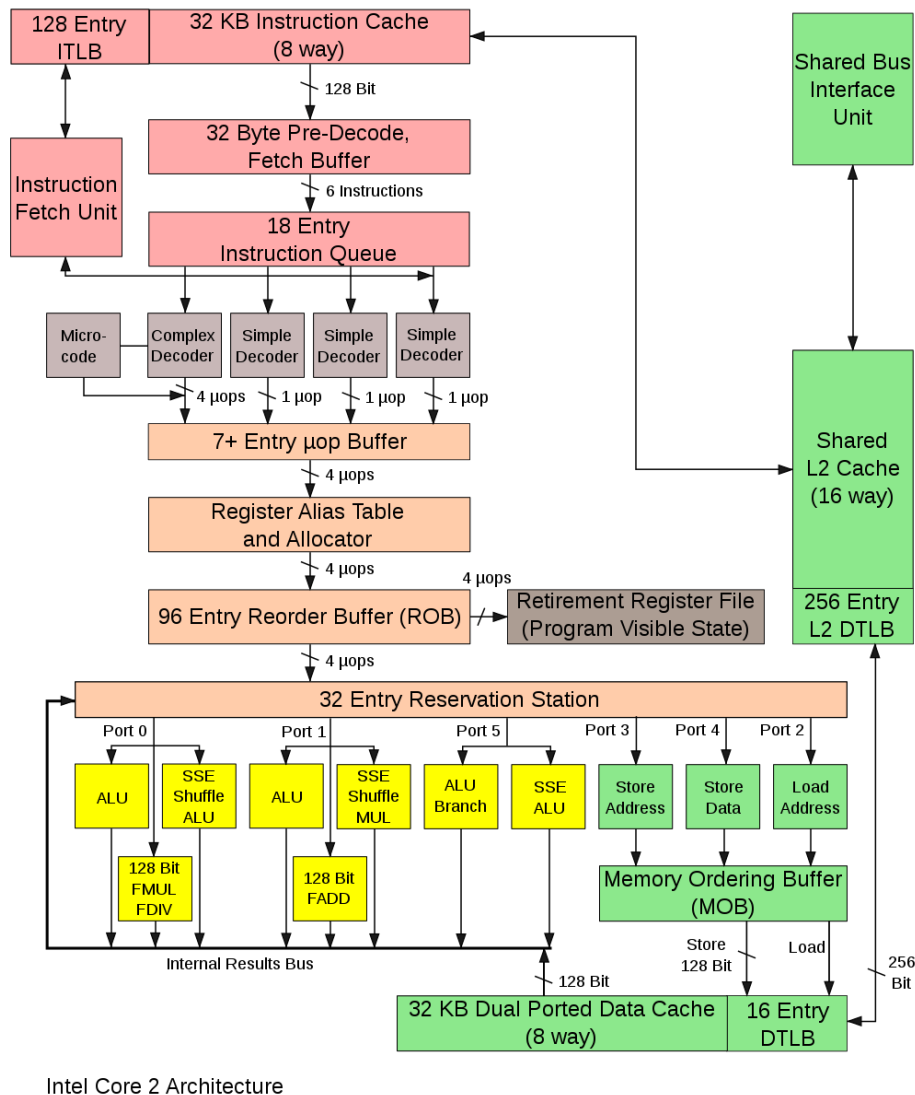 128 Entry
ITLB
32 KB Instruction Cache
(8 way)
Shared Bus
Interface
Unit
128 Bit
32 Byte Pre-Decode,
Fetch Buffer
Instruction
Fetch Unit
6 Instructions
18 Entry
Instruction Queue
Micro-
code
Complex
Decoder
Simple
Decoder
Simple
Decoder
Simple
Decoder
4 µops
1 µop
1 µop
1 µop
7+ Entry µop Buffer
Shared
L2 Cache
(16 way)
4 µops
Register Alias Table
and Allocator
4 µops
4 µops
96 Entry Reorder Buffer (ROB)
Retirement Register File
(Program Visible State)
256 Entry
L2 DTLB
4 µops
32 Entry Reservation Station
Port 0
Port 1
Port 5
Port 3
Port 4
Port 2
ALU
SSE
Shuffle
ALU
ALU
SSE
Shuffle
MUL
ALU
Branch
SSE
ALU
Store
Address
Store
Data
Load
Address
128 Bit
FMUL
FDIV
128 Bit
FADD
Memory Ordering Buffer
(MOB)
Internal Results Bus
Store
128 Bit
Load
128 Bit
256
Bit
32 KB Dual Ported Data Cache
(8 way)
16 Entry
DTLB
Intel Core 2 Architecture